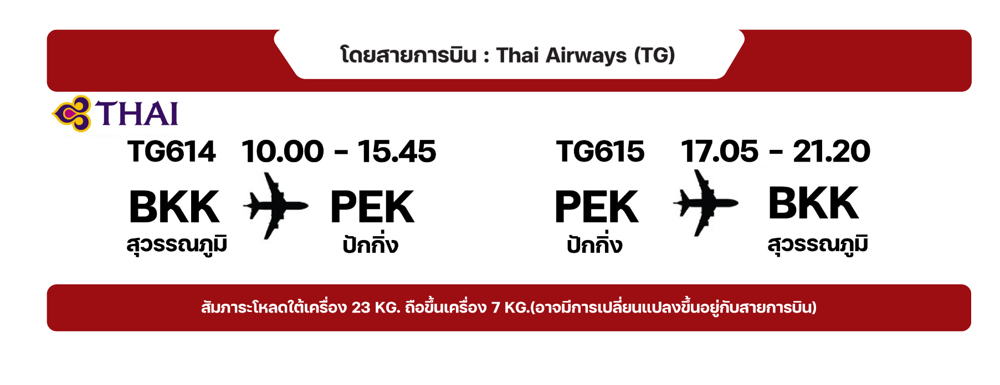 โดยสายการบิน : Thai Airways (TG)
THAI
TG614 10.00 - 15.45
BKK PEK
สุวรรณภูมิ ปักกิ่ง
TG615 17.05 - 21.20
PEK BKK
ปักกิ่ง สุวรรณภูมิ
สัมภาระโหลดใต้เครื่อง 23 KG. ถือขึ้นเครื่อง 7 KG.(อาจมีการเปลี่ยนแปลงขึ้นอยู่กับสายการบิน)